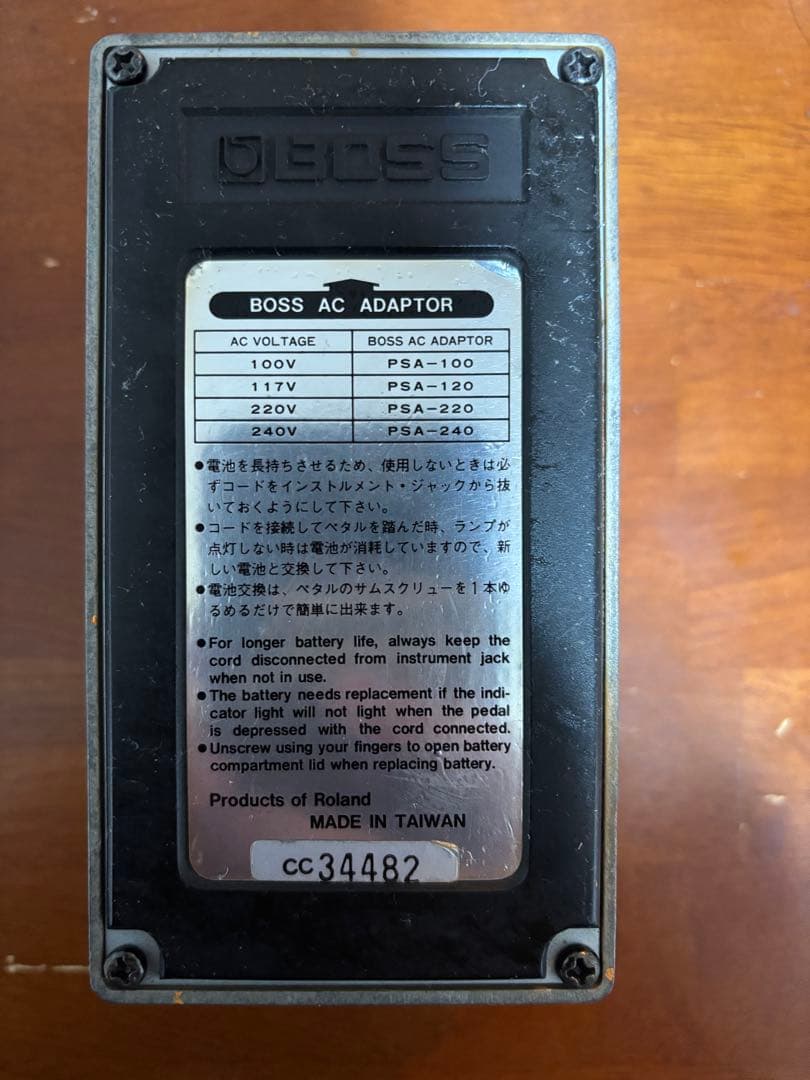 BOSS
BOSS AC ADAPTOR
AC VOLTAGE BOSS AC ADAPTOR
100V PSA-100
117V PSA-120
220V PSA-220
240V PSA-240
●電池を長持ちさせるため、使用しないときは必
ずコードをインストルメント・ジャックから抜
いておくようにして下さい。
●コードを接続してペタルを踏んだ時、ランプが
点灯しない時は電池が消耗していますので、新
しい電池と交換して下さい。
●電池交換は、ペタルのサムスクリューを1本ゆ
るめるだけで簡単に出来ます。
●For longer battery life, always keep the
cord disconnected from instrument jack
when not in use.
●The battery needs replacement if the indi-
cator light will not light when the pedal
is depressed with the cord connected.
●Unscrew using your fingers to open battery
compartment lid when replacing battery.
Products of Roland
MADE IN TAIWAN
CC34482